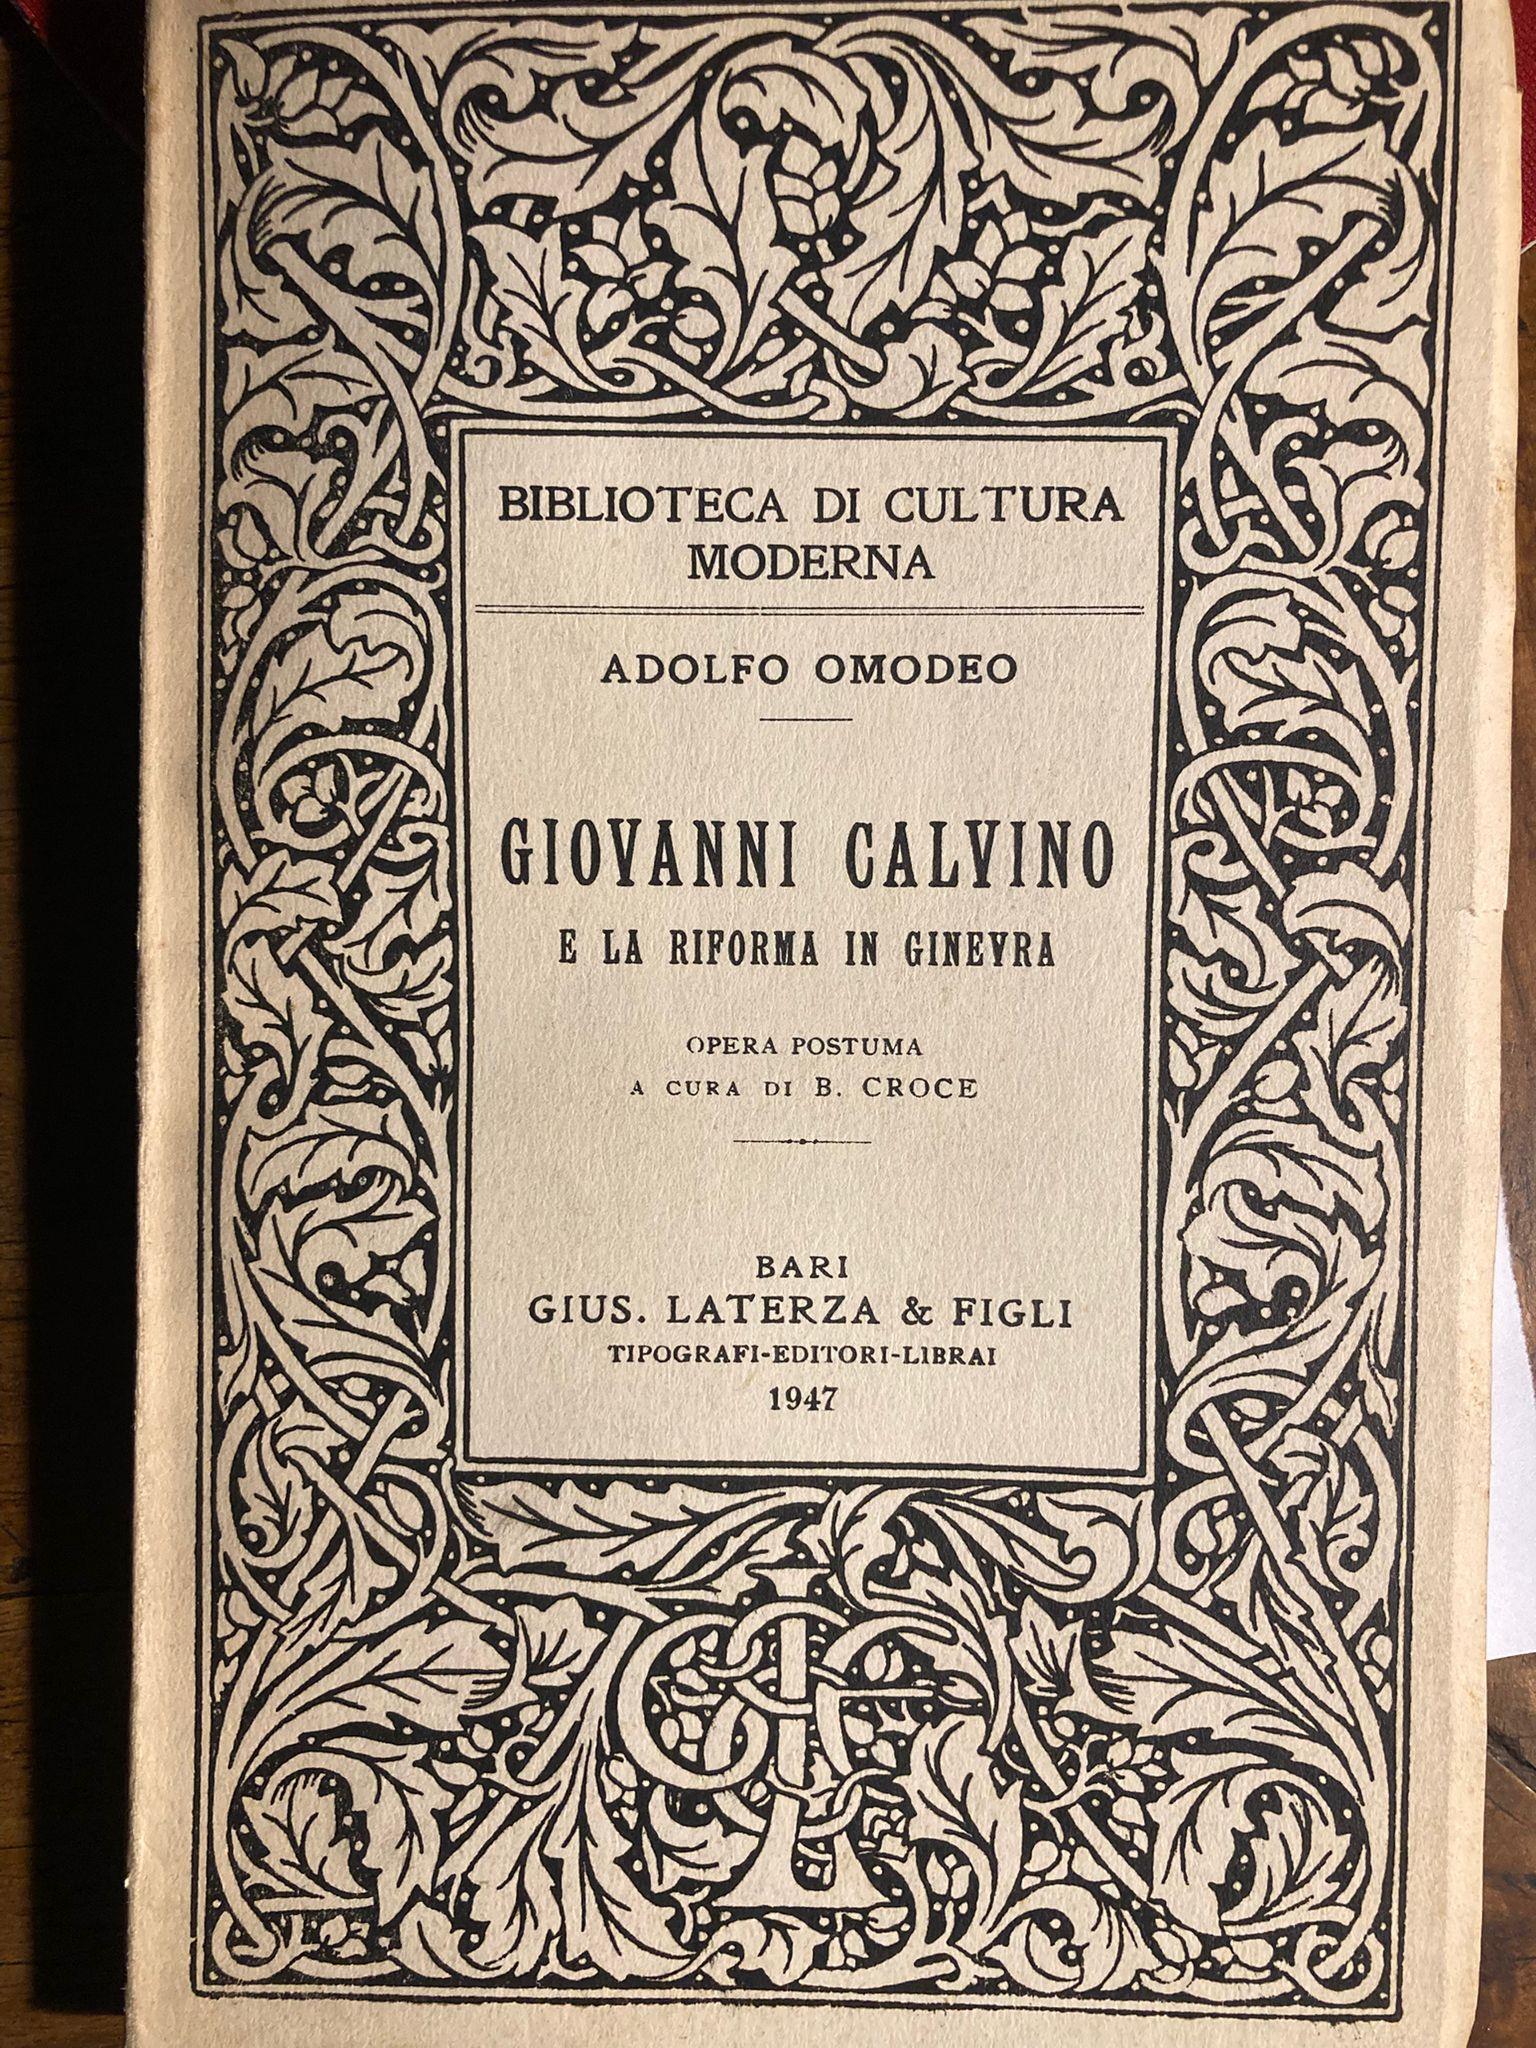 BIBLIOTECA DI CULTURA
MODERNA
ADOLFO OMODEO
GIOVANNI CALVINO
E LA RIFORMA IN GINEVRA
OPERA POSTUMA
A CURA DI B. CROCE
BARI
GIUS. LATERZA & FIGLI
TIPOGRAFI-EDITORI-LIBRAI
1947